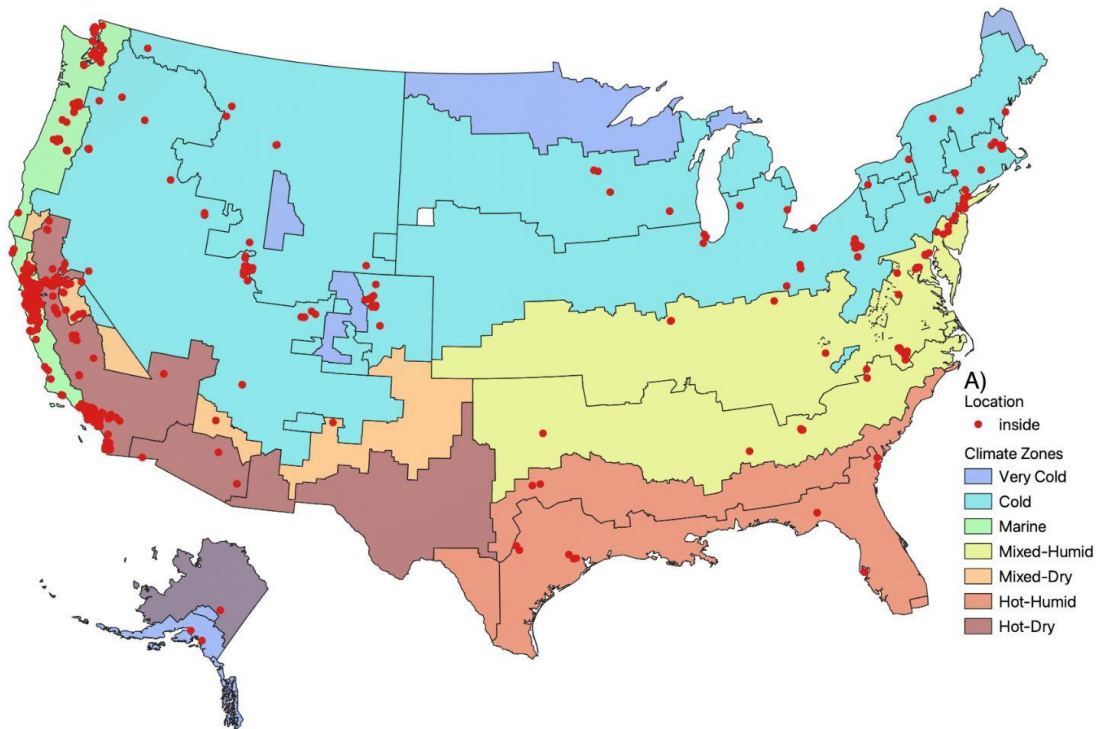 A)
Location
inside
Climate Zones
Very Cold
Cold
Marine
Mixed-Humid
Mixed-Dry
Hot-Humid
Hot-Dry